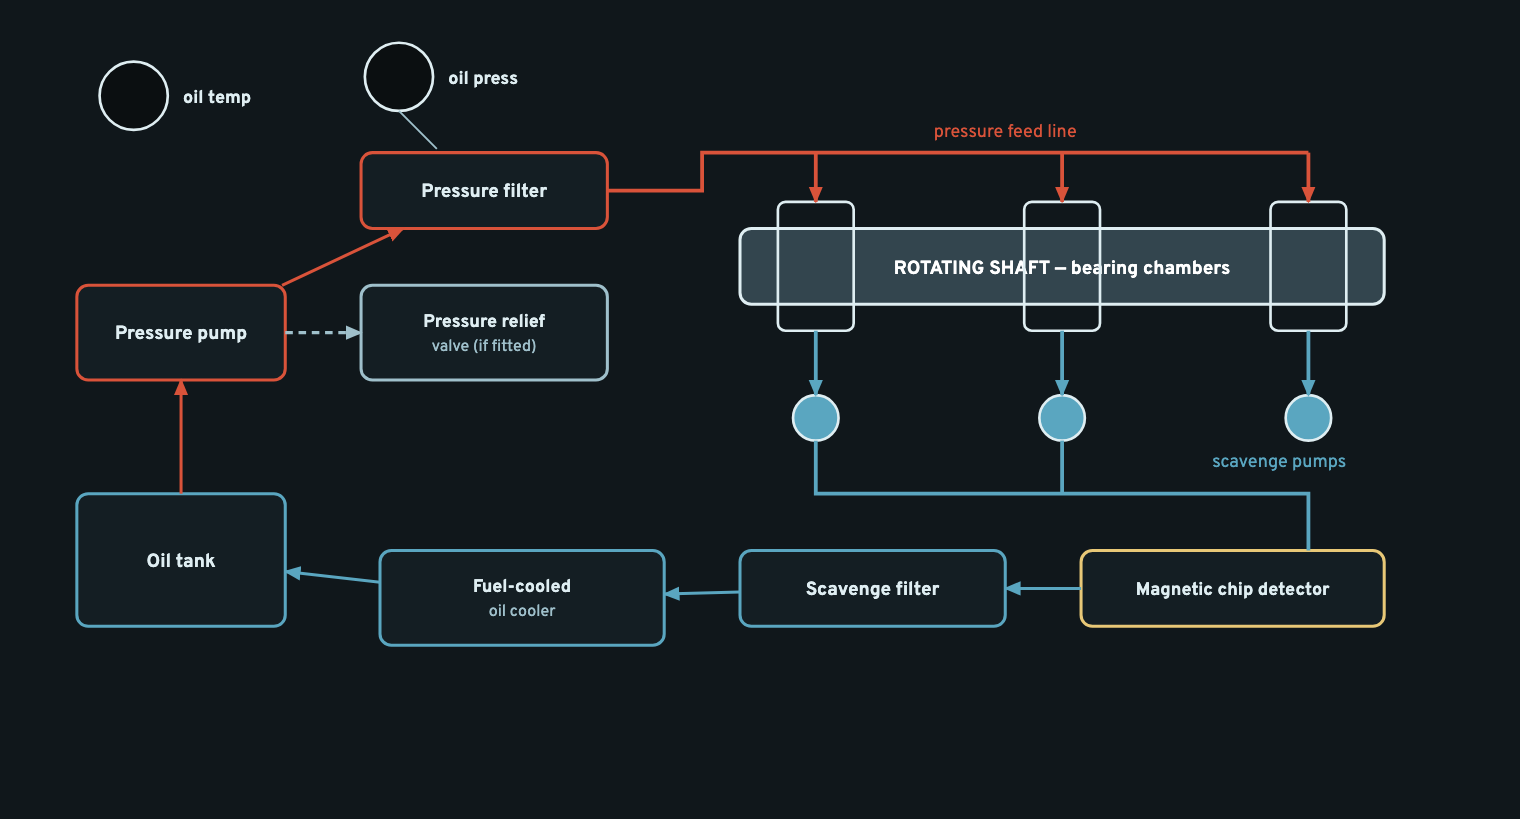 oil temp
oil press
pressure feed line
Pressure filter
ROTATING SHAFT – bearing chambers
Pressure pump
Pressure relief
valve (if fitted)
scavenge pumps
Oil tank
Fuel-cooled
oil cooler
Scavenge filter
Magnetic chip detector